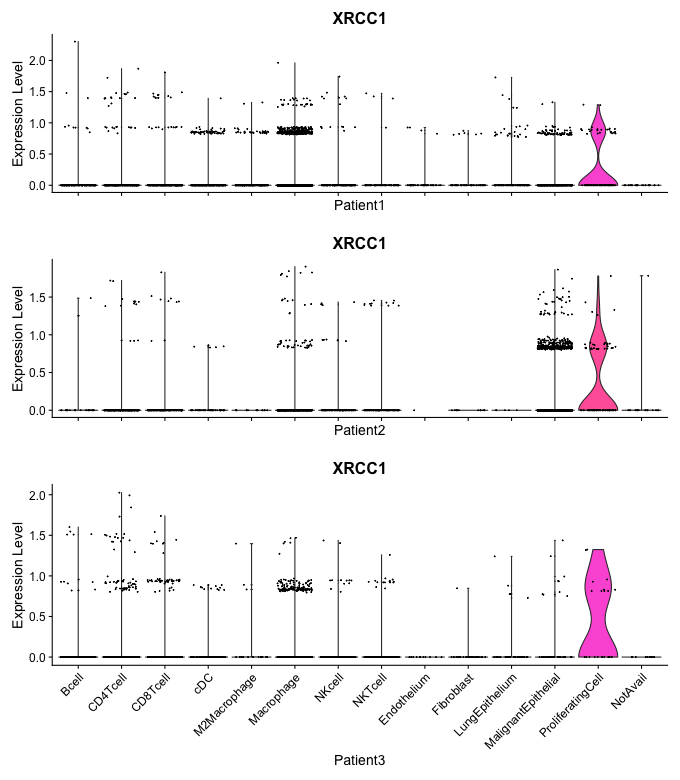 XRCC1
Expression Level
2.0
1.5
1.0
0.5
0.0
Patient1
XRCC1
Expression Level
1.5
1.0
0.5
0.0
Patient2
XRCC1
Expression Level
2.0
1.5
1.0
0.5
0.0
Bcell
CD4Tcell
CD8Tcell
cDC
M2Macrophage
Macrophage
NKcell
NKTcell
Endothelium
Fibroblast
LungEpithelium
MalignantEpithelial
ProliferatingCell
NotAvail
Patient3